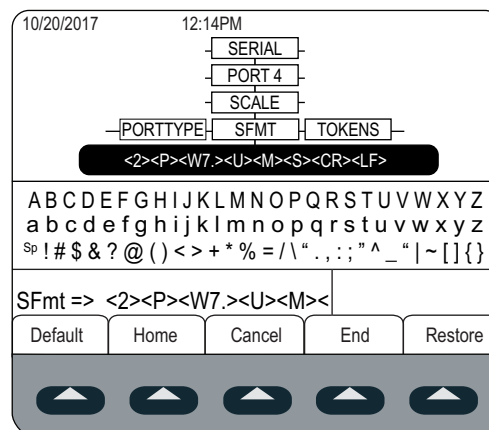 10/20/2017 12:14PM
SERIAL
PORT 4
SCALE
PORTTYPE SFMT TOKENS
<2><P><W7.><U><M><S><CR><LF>
A B C D E F G H I J K L M N O P Q R S T U V W X Y Z
a b c d e f g h i j k l m n o p q r s t u v w x y z
Sp ! # $ & ? @ ( ) < > + * % = / \ “ . , : ; ” ^ _ “ | ~ [ ] { }
SFmt => <2><P><W7.><U><M><
Default Home Cancel End Restore